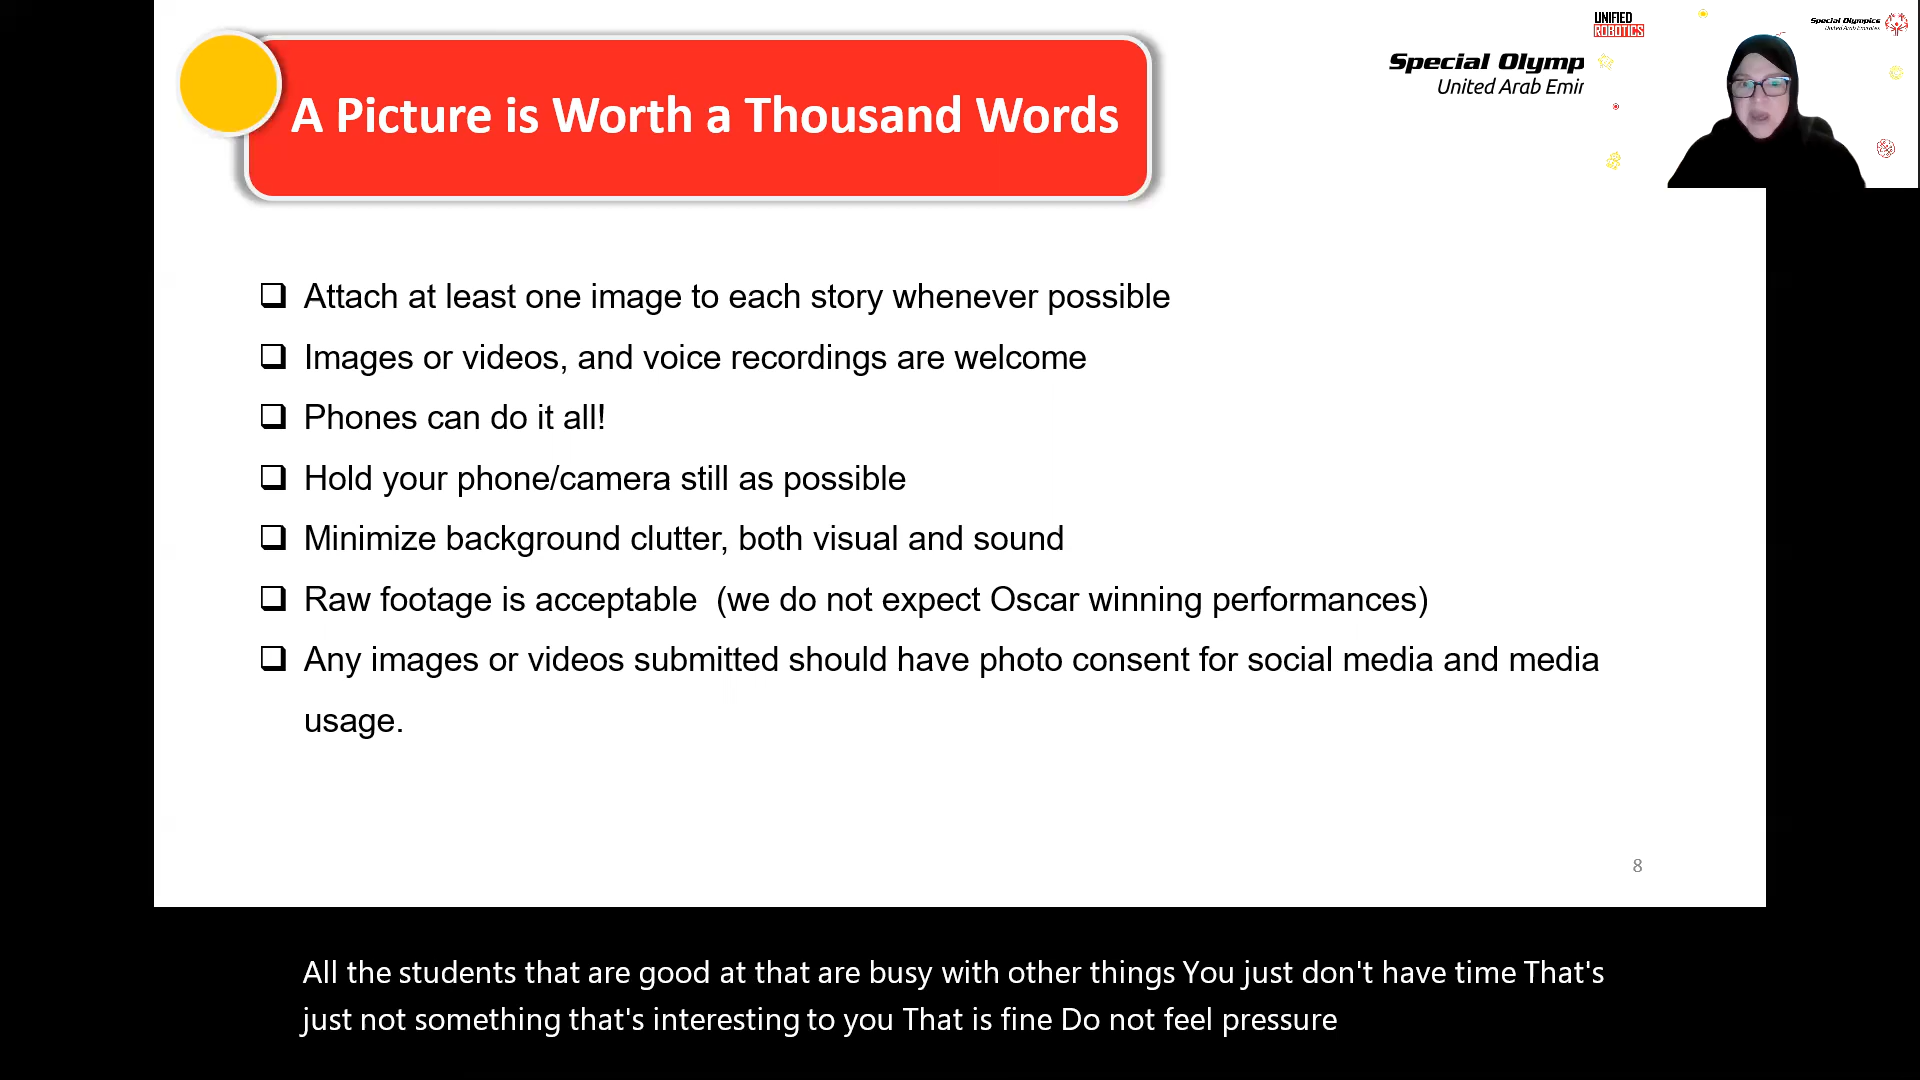 A Picture is Worth a Thousand Words
Special Olymp
United Arab Emir
UNIFIED
ROBOTICS
Special Olympics
United Arab Emirates
❑ Attach at least one image to each story whenever possible
❑ Images or videos, and voice recordings are welcome
❑ Phones can do it all!
❑ Hold your phone/camera still as possible
❑ Minimize background clutter, both visual and sound
❑ Raw footage is acceptable  (we do not expect Oscar winning performances)
❑ Any images or videos submitted should have photo consent for social media and media
usage.
8
All the students that are good at that are busy with other things You just don't have time That's
just not something that's interesting to you That is fine Do not feel pressure